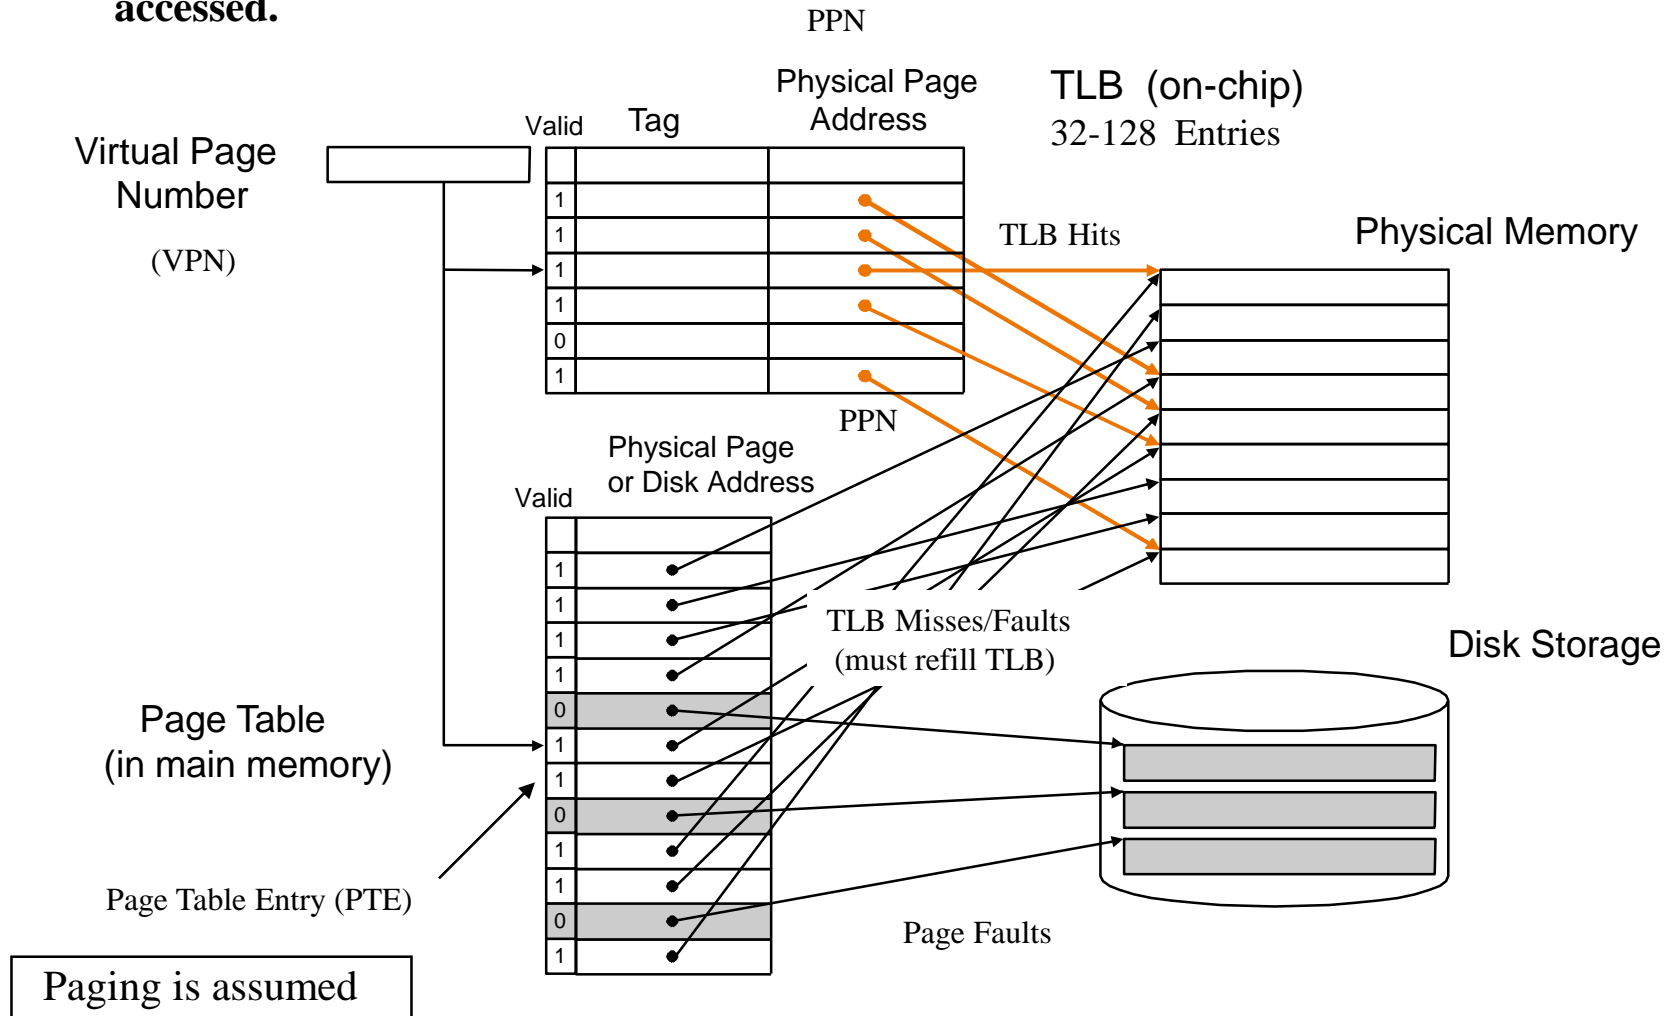 accessed.
PPN
Physical Page
Address
TLB (on-chip)
32-128 Entries
Valid
Tag
Virtual Page
Number
(VPN)
1
1
1
1
0
1
TLB Hits
Physical Memory
PPN
Physical Page
or Disk Address
Valid
1
1
1
1
0
1
1
0
1
1
0
1
TLB Misses/Faults
(must refill TLB)
Disk Storage
Page Table
(in main memory)
Page Table Entry (PTE)
Page Faults
Paging is assumed